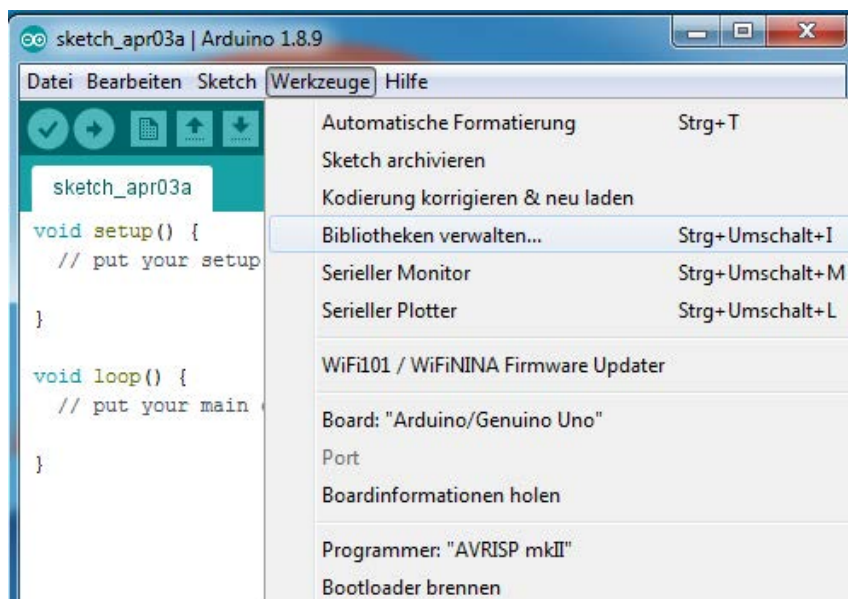 sketch_apr03a | Arduino 1.8.9
Datei Bearbeiten Sketch Werkzeuge Hilfe
sketch_apr03a
void setup() {
// put your setup
}
void loop() {
// put your main
}
Automatische Formatierung Strg+T
Sketch archivieren
Kodierung korrigieren & neu laden
Bibliotheken verwalten... Strg+Umschalt+I
Serieller Monitor Strg+Umschalt+M
Serieller Plotter Strg+Umschalt+L
WiFi101 / WiFiNINA Firmware Updater
Board: "Arduino/Genuino Uno"
Port
Boardinformationen holen
Programmer: "AVRISP mkII"
Bootloader brennen